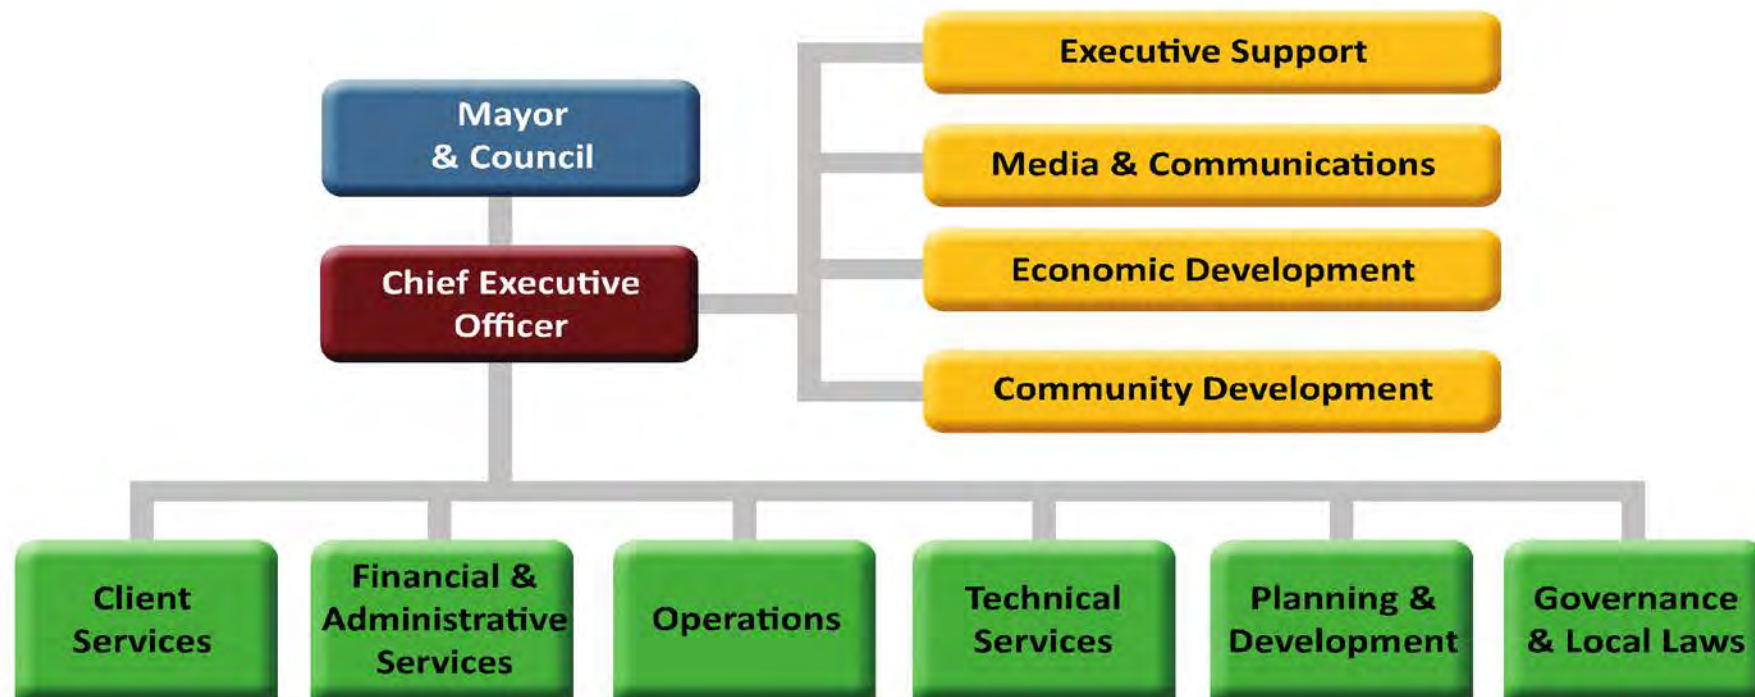 Mayor
& Council
Chief Executive
Officer
Executive Support
Media & Communications
Economic Development
Community Development
Client
Services
Financial &
Administrative
Services
Operations
Technical
Services
Planning &
Development
Governance
& Local Laws